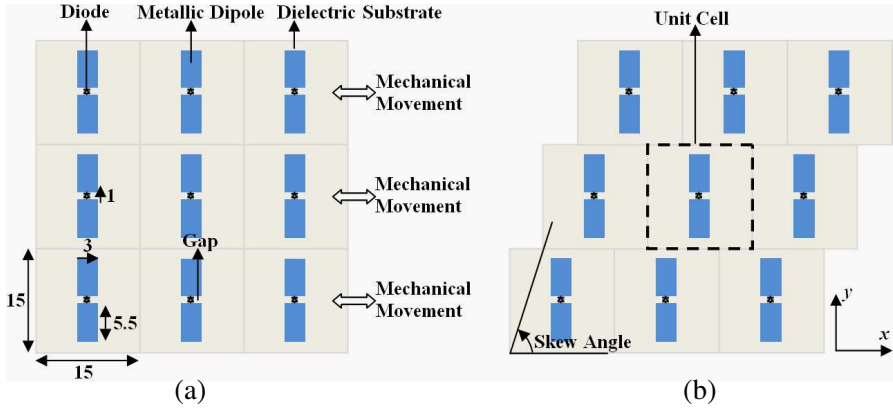 Diode Metallic Dipole Dielectric Substrate
Mechanical
Movement
1
Mechanical
Movement
3
Gap
15
5.5
Mechanical
Movement
15
(a)
Unit Cell
Skew Angle
y
x
(b)